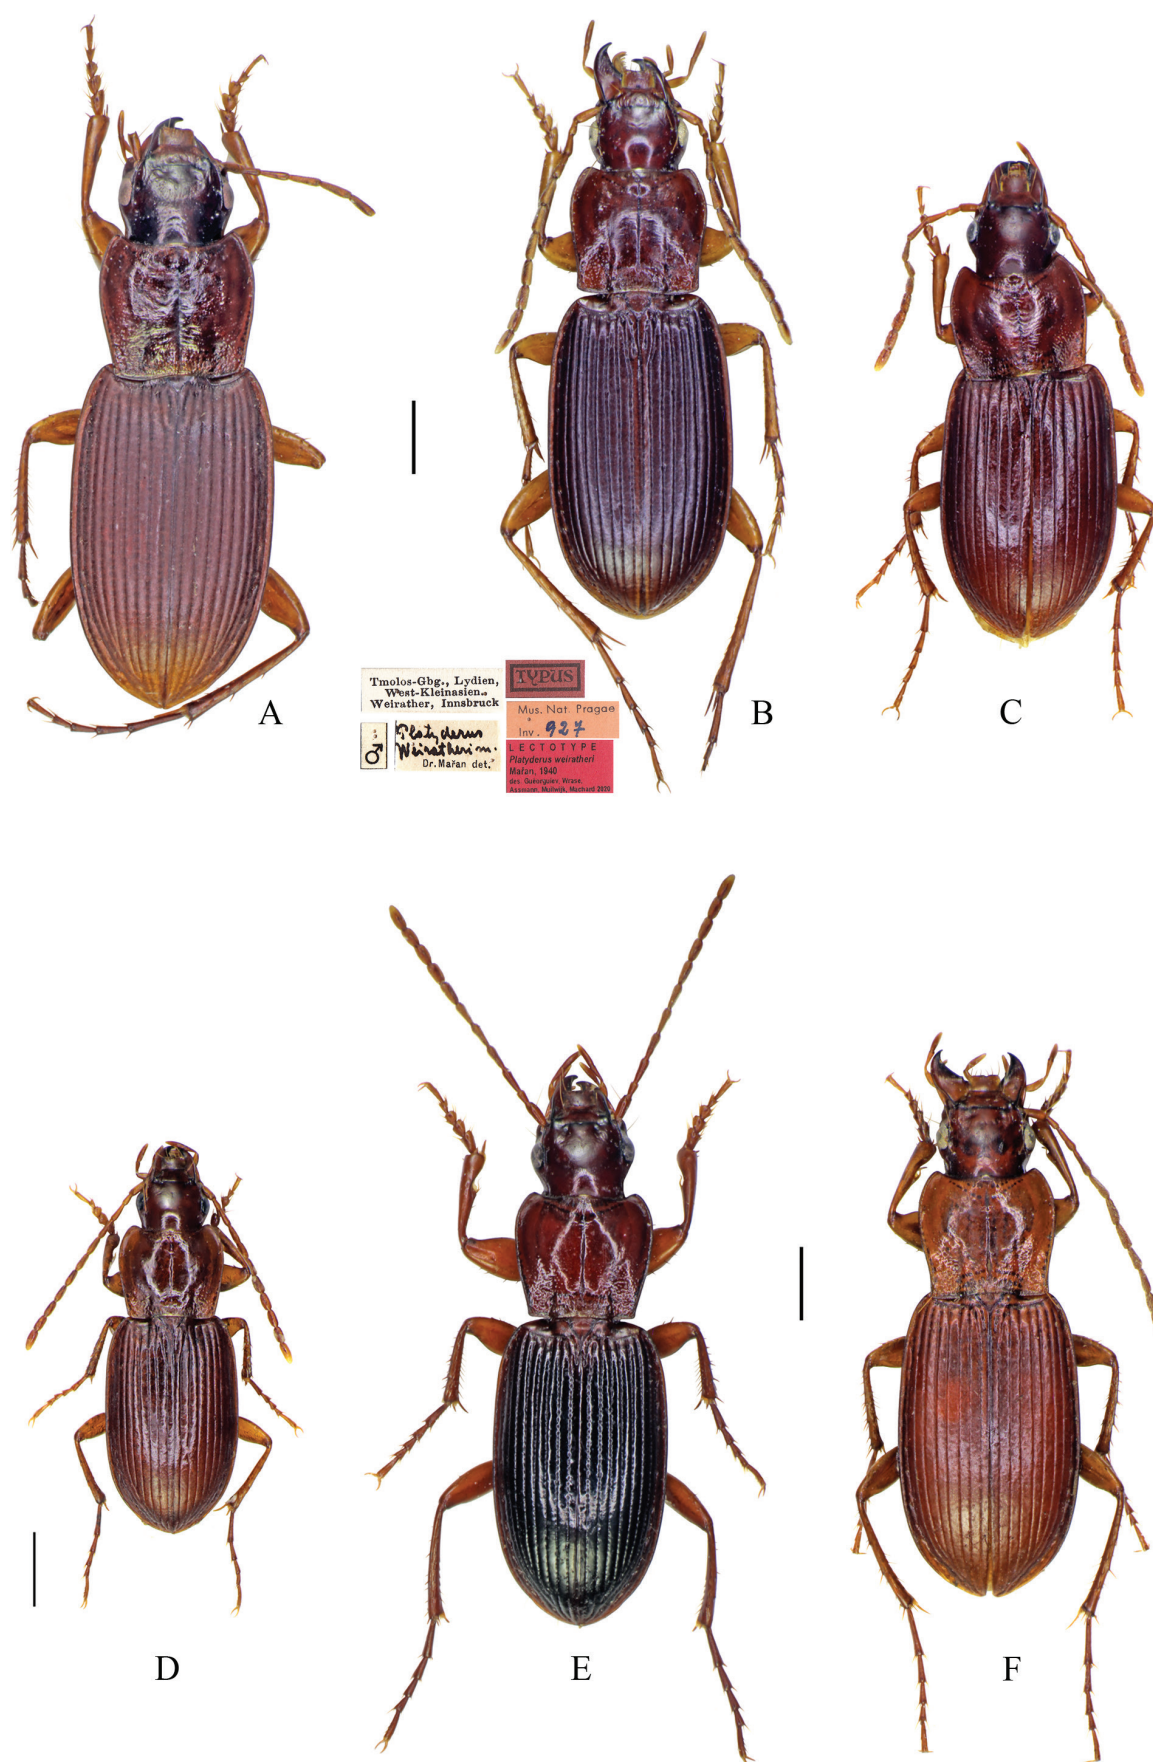 A
B
C
Tmolos-Gbg., Lydien,
West-Kleinasien.
Weirather, Innsbruck
♂
Platyderus
Weiratheri m.
Dr. Mařan det.
TYPUS
Mus. Nat. Pragae
Inv. 927
LECTOTYPE
Platyderus weiratheri
Mařan, 1940
des. Guéorguiev, Wrase,
Assmann, Muilwijk, Machard 2020
D
E
F